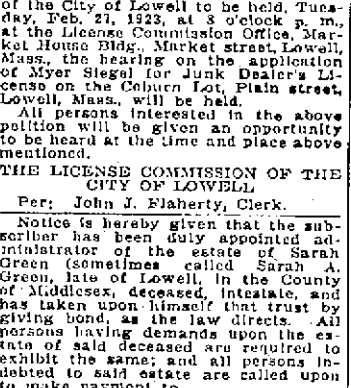 of the City of Lowell to be held, Tues-
day, Feb. 27, 1923, at 8 o'clock p. m.,
at the License Commission Office, Mar-
ket House Bldg., Market street, Lowell,
Mass., the hearing on the application
of Myer Siegel for Junk Dealer's Li-
cense on the Coburn Lot, Plain street,
Lowell, Mass., will be held.
All persons interested in the above
petition will be given an opportunity
to be heard at the time and place above
mentioned.
THE LICENSE COMMISSION OF THE
CITY OF LOWELL
Per: John J. Flaherty, Clerk.
Notice is hereby given that the sub-
scriber has been duly appointed ad-
ministrator of the estate of Sarah
Green (sometimes called Sarah A.
Green, late of Lowell, in the County
of Middlesex, deceased, intestate, and
has taken upon himself that trust by
giving bond, as the law directs. All
persons having demands upon the es-
tate of said deceased are required to
exhibit the same; and all persons in-
debted to said estate are called upon
to make payment to